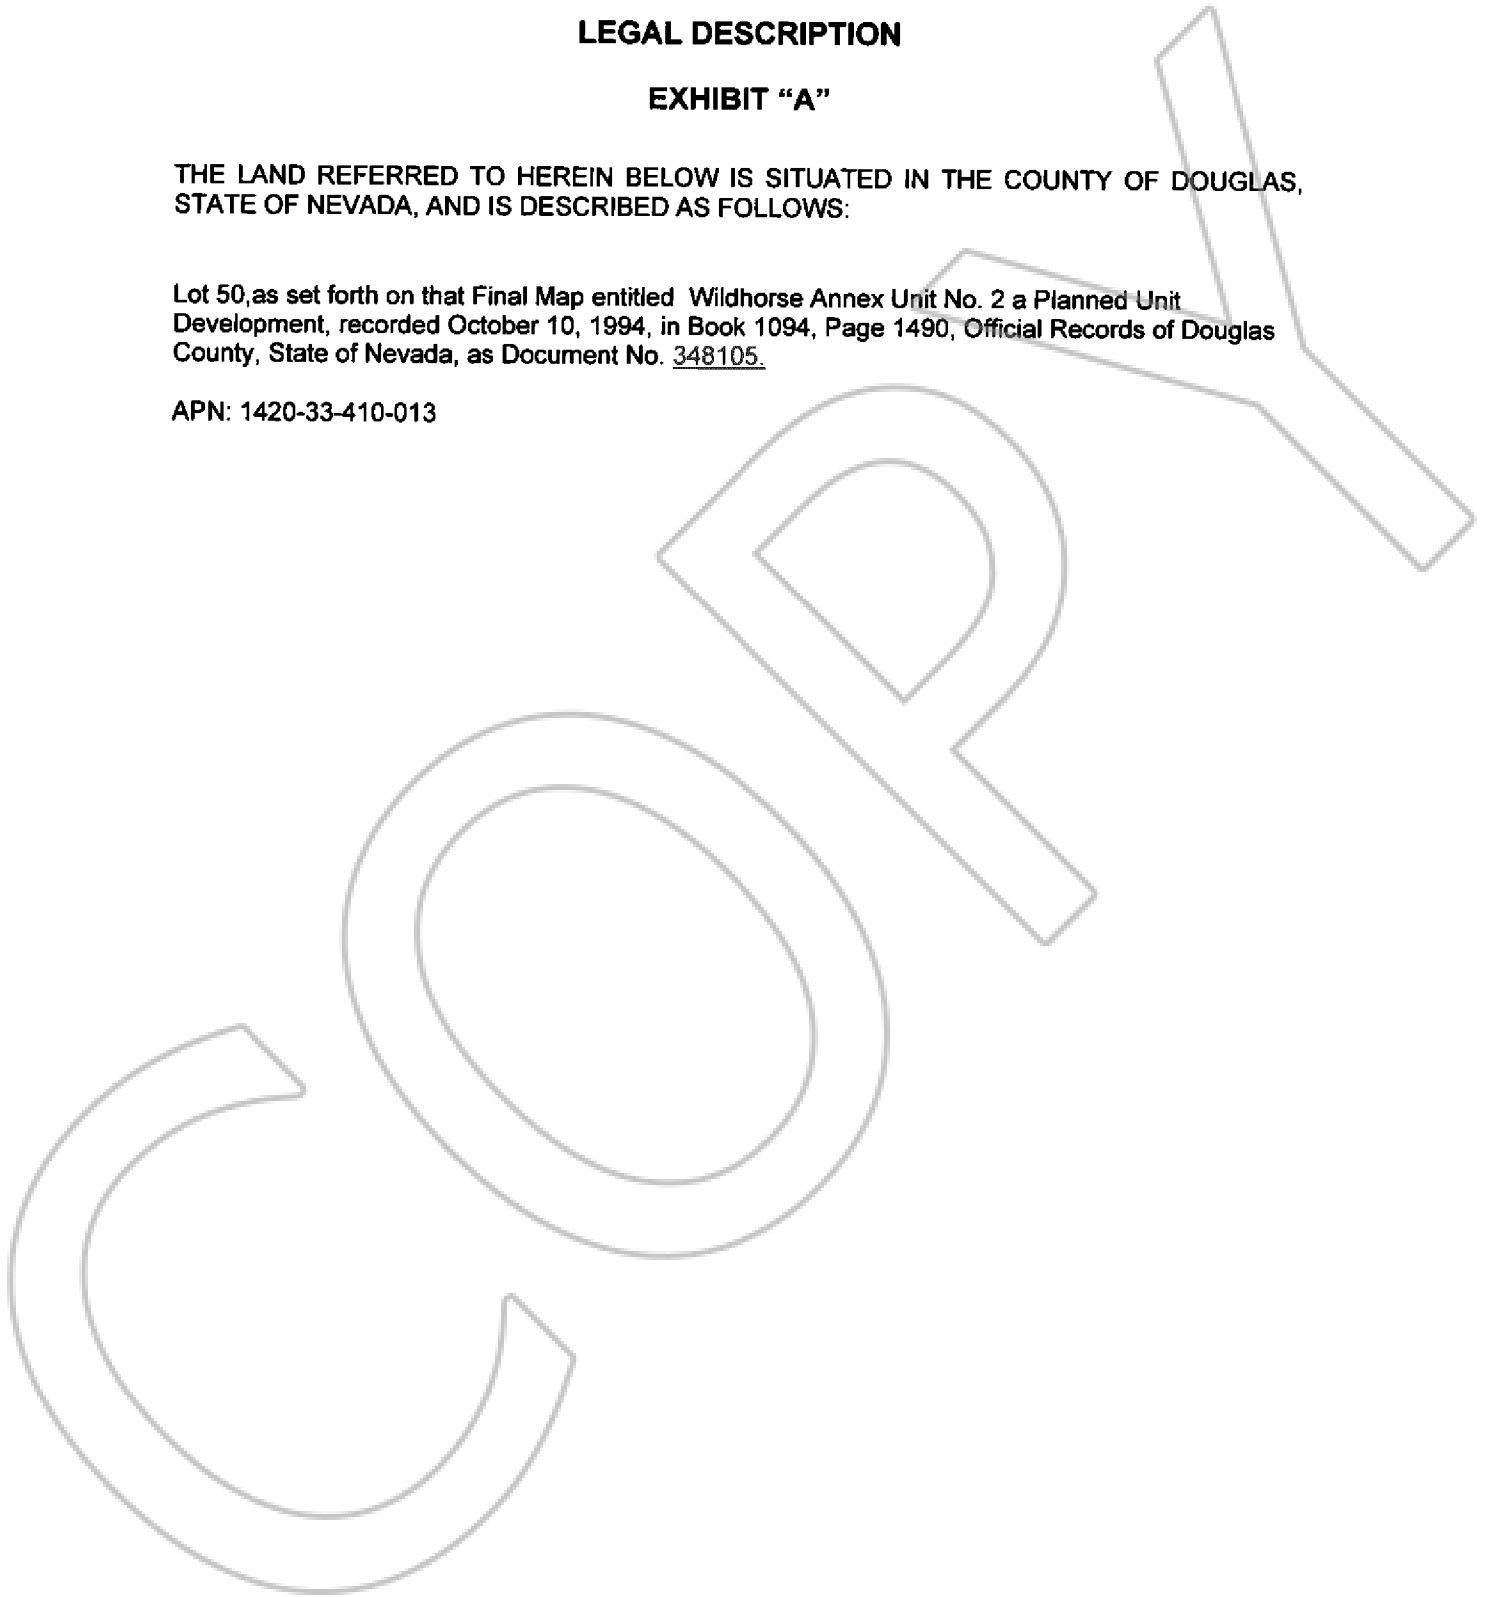 LEGAL DESCRIPTION
EXHIBIT “A”
THE LAND REFERRED TO HEREIN BELOW IS SITUATED IN THE COUNTY OF DOUGLAS,
STATE OF NEVADA, AND IS DESCRIBED AS FOLLOWS:
Lot 50,as set forth on that Final Map entitled Wildhorse Annex Unit No. 2 a Planned Unit
Development, recorded October 10, 1994, in Book 1094, Page 1490, Official Records of Douglas
County, State of Nevada, as Document No. 348105.
APN: 1420-33-410-013
COPY